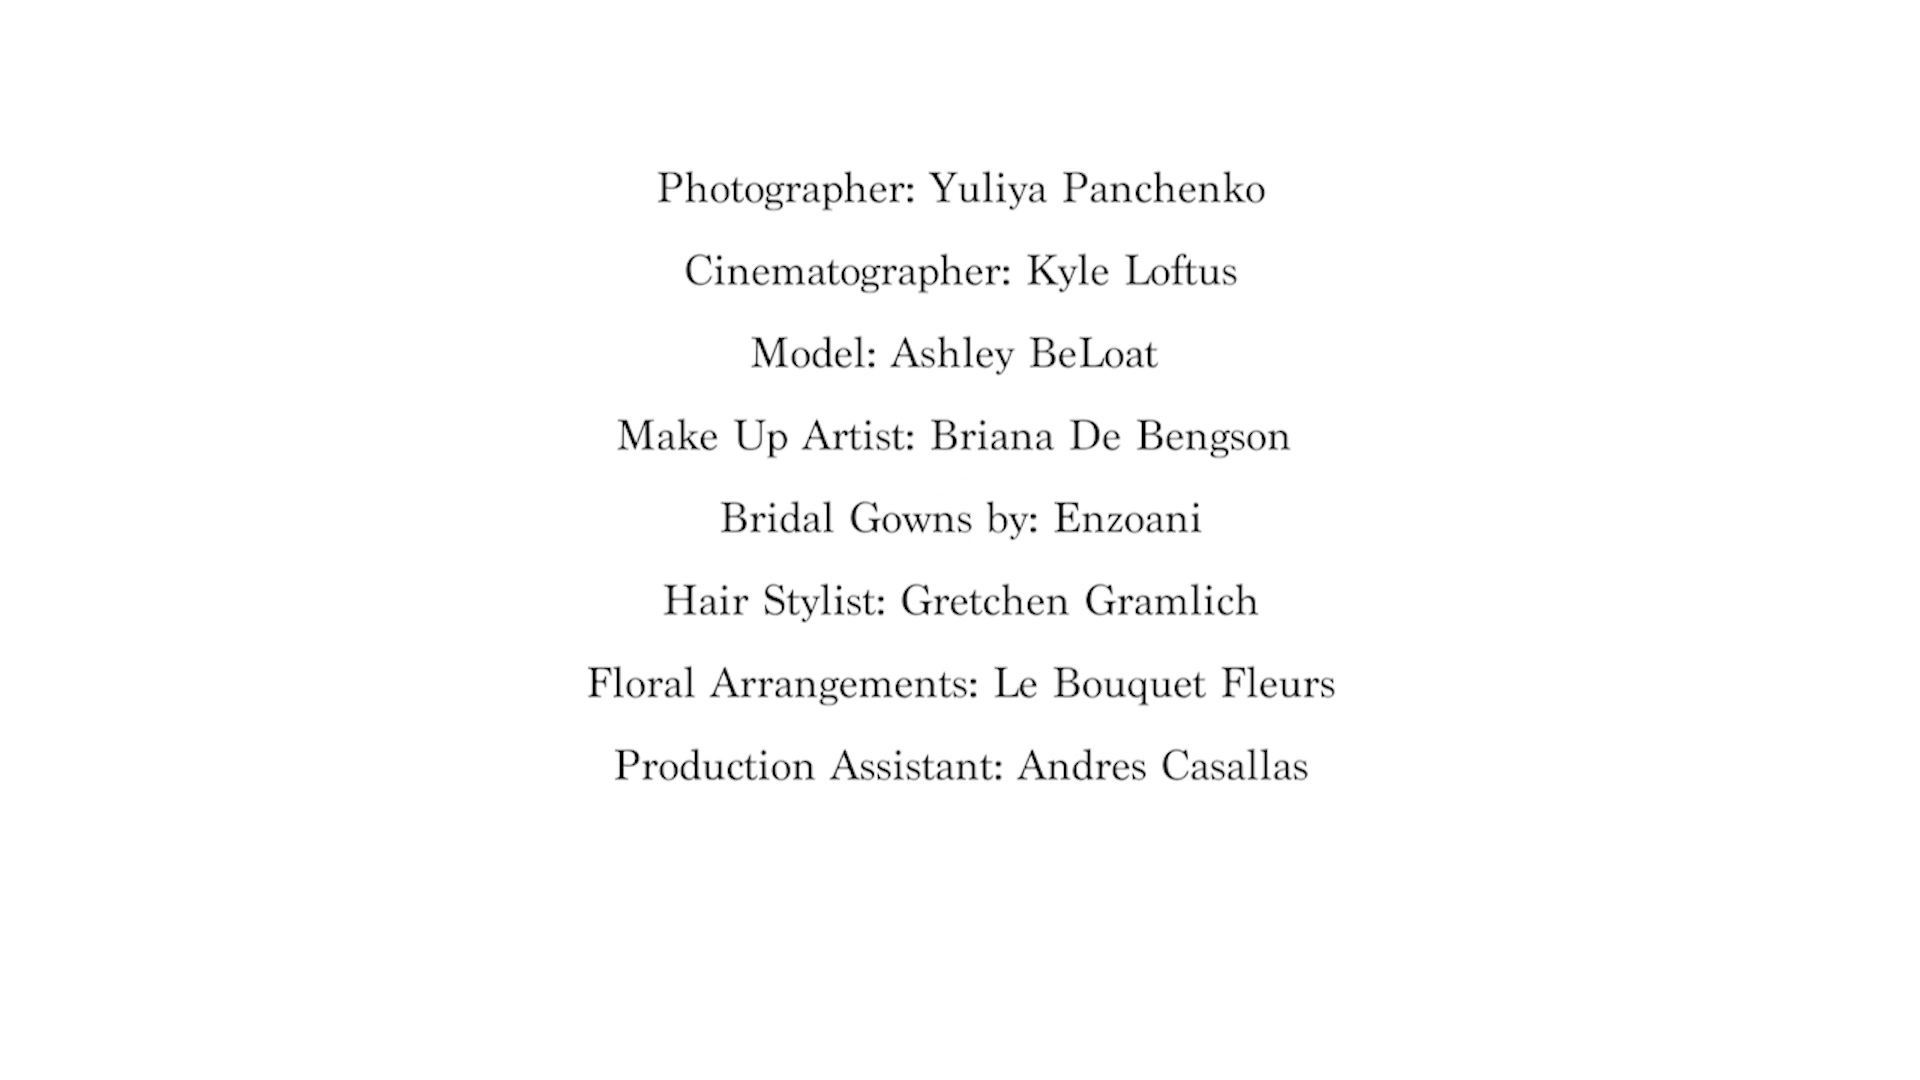 Photographer: Yuliya Panchenko
Cinematographer: Kyle Loftus
Model: Ashley BeLoat
Make Up Artist: Briana De Bengson
Bridal Gowns by: Enzoani
Hair Stylist: Gretchen Gramlich
Floral Arrangements: Le Bouquet Fleurs
Production Assistant: Andres Casallas